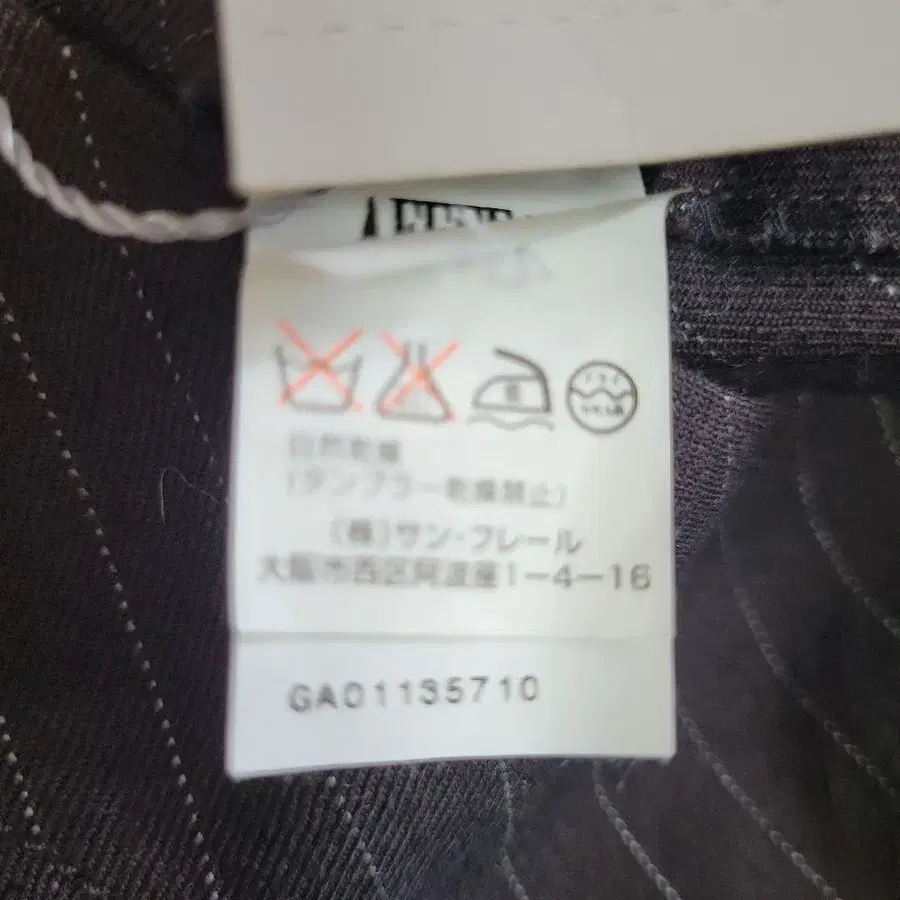 自然乾燥
(タンブラー乾燥禁止)
(株)サン・フレール
大阪市西区阿波座1-4-16
GA01135710